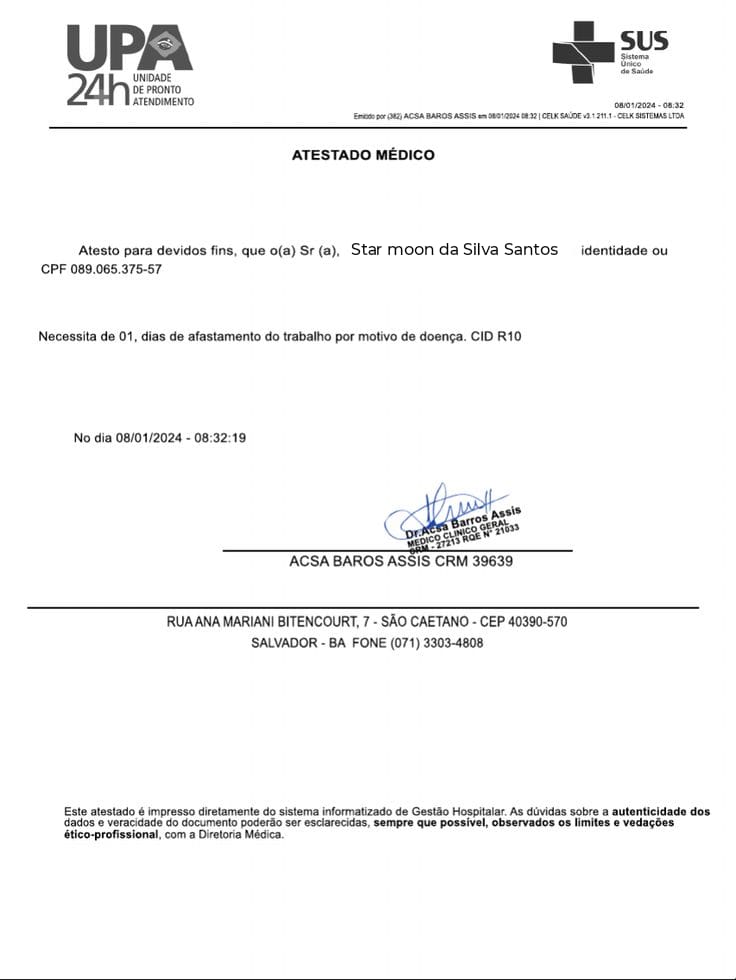 UPA
24h UNIDADE
DE PRONTO
ATENDIMENTO
SUS
Sistema
Único
de Saúde
08/01/2024 - 08:32
Emitido por (382) ACSA BAROS ASSIS em 08/01/2024 08:32 | CELK SAÚDE v3.1.211.1 - CELK SISTEMAS LTDA
ATESTADO MÉDICO
Atesto para devidos fins, que o(a) Sr (a), Star moon da Silva Santos identidade ou
CPF 089.065.375-57
Necessita de 01, dias de afastamento do trabalho por motivo de doença. CID R10
No dia 08/01/2024 - 08:32:19
Dr.Acsa Barros Assis
MEDICO CLINICO GERAL
CRM - 27213 RQE N° 21033
ACSA BAROS ASSIS CRM 39639
RUA ANA MARIANI BITENCOURT, 7 - SÃO CAETANO - CEP 40390-570
SALVADOR - BA FONE (071) 3303-4808
Este atestado é impresso diretamente do sistema informatizado de Gestão Hospitalar. As dúvidas sobre a autenticidade dos
dados e veracidade do documento poderão ser esclarecidas, sempre que possível, observados os limites e vedações
ético-profissional, com a Diretoria Médica.